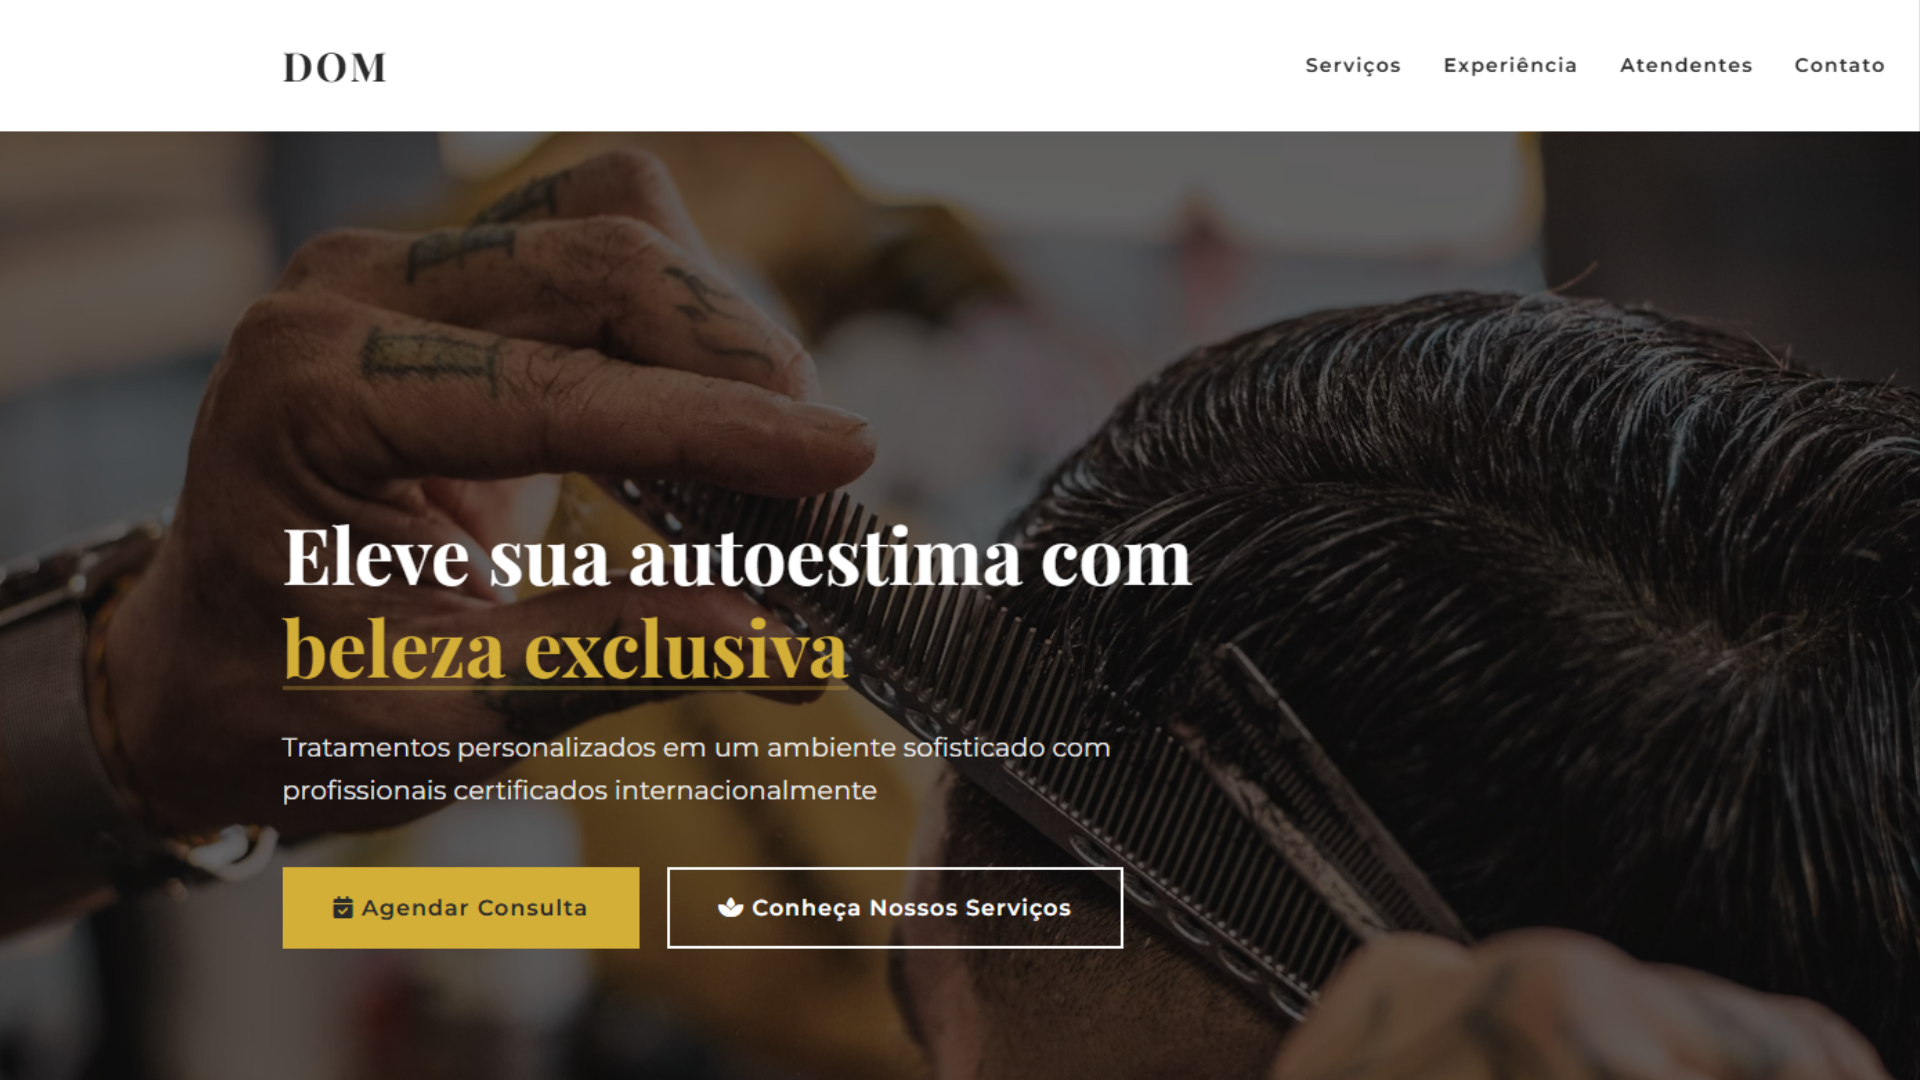 DOM
Serviços Experiência Atendentes Contato
Eleve sua autoestima com
beleza exclusiva
Tratamentos personalizados em um ambiente sofisticado com
profissionais certificados internacionalmente
Agendar Consulta
Conheça Nossos Serviços